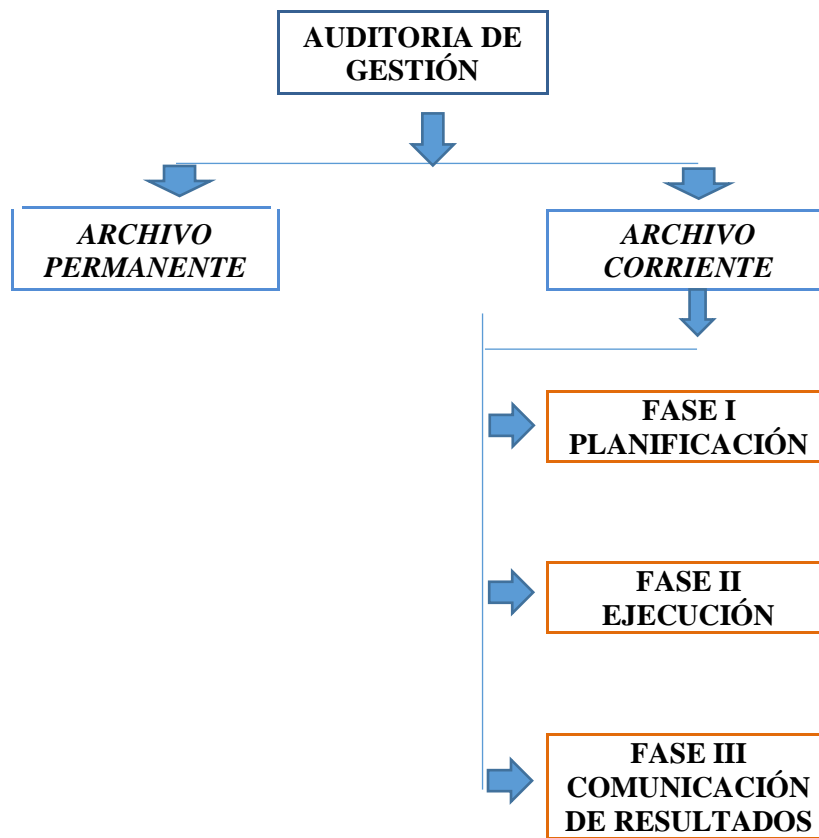 AUDITORIA DE
GESTIÓN
ARCHIVO
PERMANENTE
ARCHIVO
CORRIENTE
FASE I
PLANIFICACIÓN
FASE II
EJECUCIÓN
FASE III
COMUNICACIÓN
DE RESULTADOS